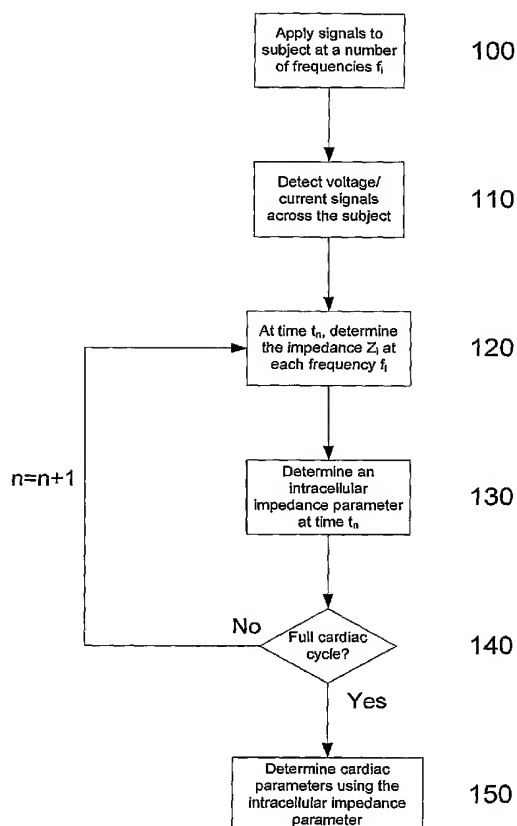 Apply signals to
subject at a number
of frequencies fᵢ
100
Detect voltage/
current signals
across the subject
110
At time tₙ, determine
the impedance Zᵢ at
each frequency fᵢ
120
n=n+1
Determine an
intracellular
impedance parameter
at time tₙ
130
No
Full cardiac
cycle?
140
Yes
Determine cardiac
parameters using the
intracellular impedance
parameter
150